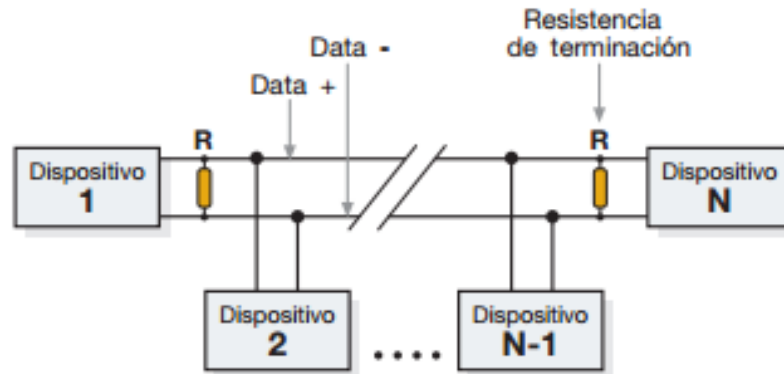 Resistencia
de terminación
Data -
Data +
R
R
Dispositivo
1
Dispositivo
N
Dispositivo
2
Dispositivo
N-1